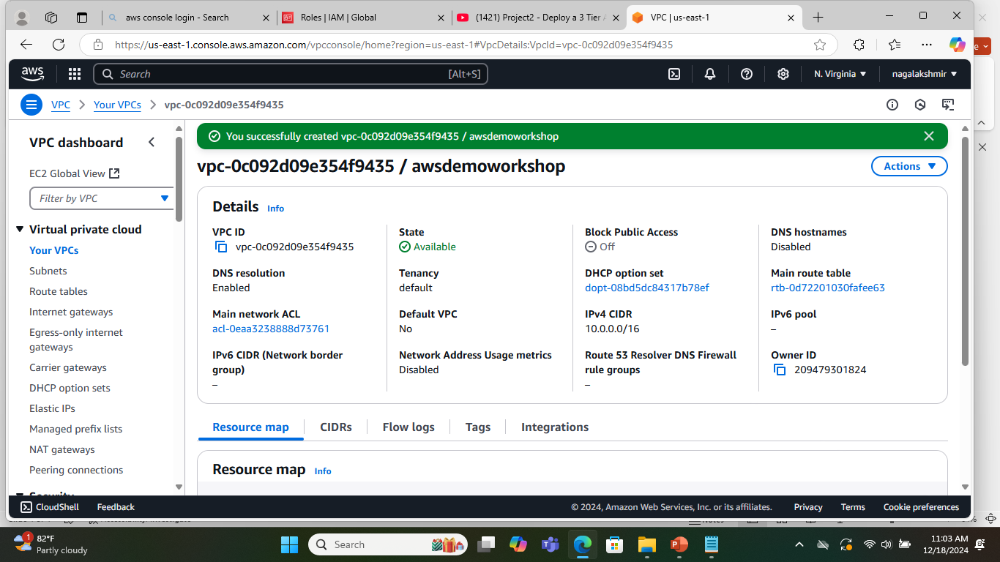 aws console login - Search
Roles | IAM | Global
(1421) Project2 - Deploy a 3 Tier
VPC | us-east-1
https://us-east-1.console.aws.amazon.com/vpcconsole/home?region=us-east-1#VpcDetails:VpcId=vpc-0c092d09e354f9435
aws
Search
[Alt+S]
N. Virginia
nagalakshmir
VPC
Your VPCs
vpc-0c092d09e354f9435
VPC dashboard
EC2 Global View
Filter by VPC
Virtual private cloud
Your VPCs
Subnets
Route tables
Internet gateways
Egress-only internet
gateways
Carrier gateways
DHCP option sets
Elastic IPs
Managed prefix lists
NAT gateways
Peering connections
Security
You successfully created vpc-0c092d09e354f9435 / awsdemoworkshop
vpc-0c092d09e354f9435 / awsdemoworkshop
Actions
Details Info
VPC ID
vpc-0c092d09e354f9435
State
Available
Block Public Access
Off
DNS hostnames
Disabled
DNS resolution
Enabled
Tenancy
default
DHCP option set
dopt-08bd5dc84317b78ef
Main route table
rtb-0d72201030fafee63
Main network ACL
acl-0eaa3238888d73761
Default VPC
No
IPv4 CIDR
10.0.0.0/16
IPv6 pool
–
IPv6 CIDR (Network border
group)
–
Network Address Usage metrics
Disabled
Route 53 Resolver DNS Firewall
rule groups
–
Owner ID
209479301824
Resource map
CIDRs
Flow logs
Tags
Integrations
Resource map Info
CloudShell
Feedback
© 2024, Amazon Web Services, Inc. or its affiliates.
Privacy
Terms
Cookie preferences
1
82°F
Partly cloudy
Search
11:03 AM
12/18/2024